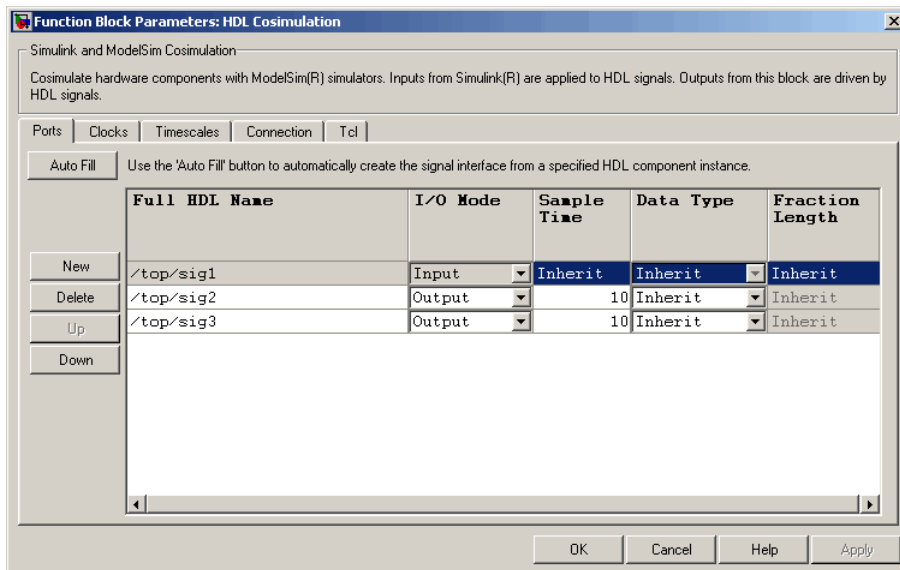 Function Block Parameters: HDL Cosimulation
Simulink and ModelSim Cosimulation
Cosimulate hardware components with ModelSim(R) simulators. Inputs from Simulink(R) are applied to HDL signals. Outputs from this block are driven by
HDL signals.
Ports Clocks Timescales Connection Tcl
Auto Fill Use the 'Auto Fill' button to automatically create the signal interface from a specified HDL component instance.
Full HDL Name I/O Mode Sample Time Data Type Fraction Length
New /top/sig1 Input Inherit Inherit Inherit
Delete /top/sig2 Output 10 Inherit Inherit
Up /top/sig3 Output 10 Inherit Inherit
Down
OK Cancel Help Apply